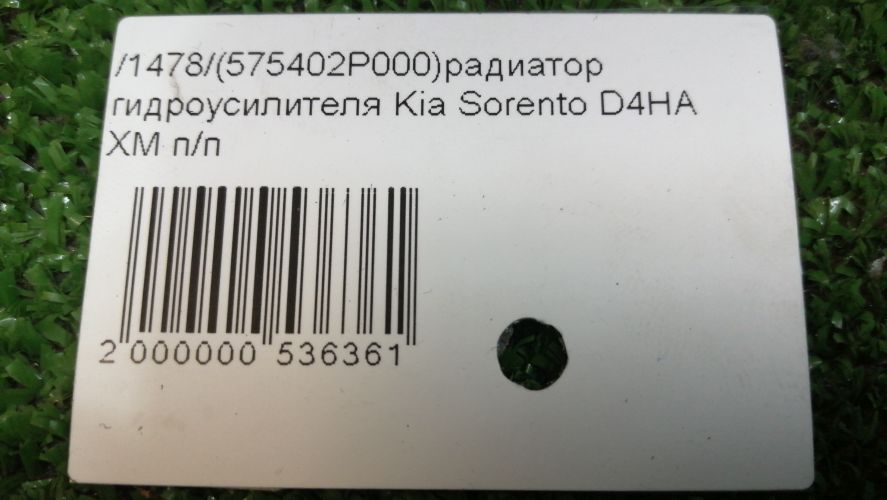 /1478/(575402P000)радиатор
гидроусилителя Kia Sorento D4HA
XM п/п
2 000000 536361